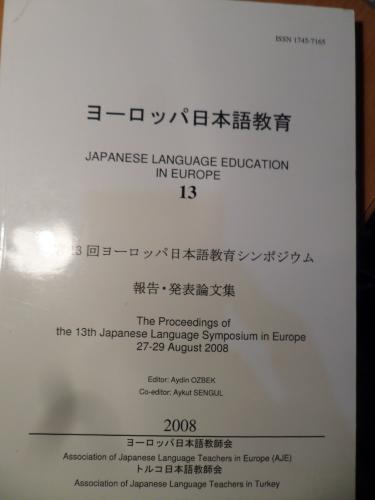 ISSN 1745-7165
ヨーロッパ日本語教育
JAPANESE LANGUAGE EDUCATION
IN EUROPE
13
13 回ヨーロッパ日本語教育シンポジウム
報告・発表論文集
The Proceedings of
the 13th Japanese Language Symposium in Europe
27-29 August 2008
Editor: Aydin OZBEK
Co-editor: Aykut SENGUL
2008
ヨーロッパ日本語教師会
Association of Japanese Language Teachers in Europe (AJE)
トルコ日本語教師会
Association of Japanese Language Teachers in Turkey